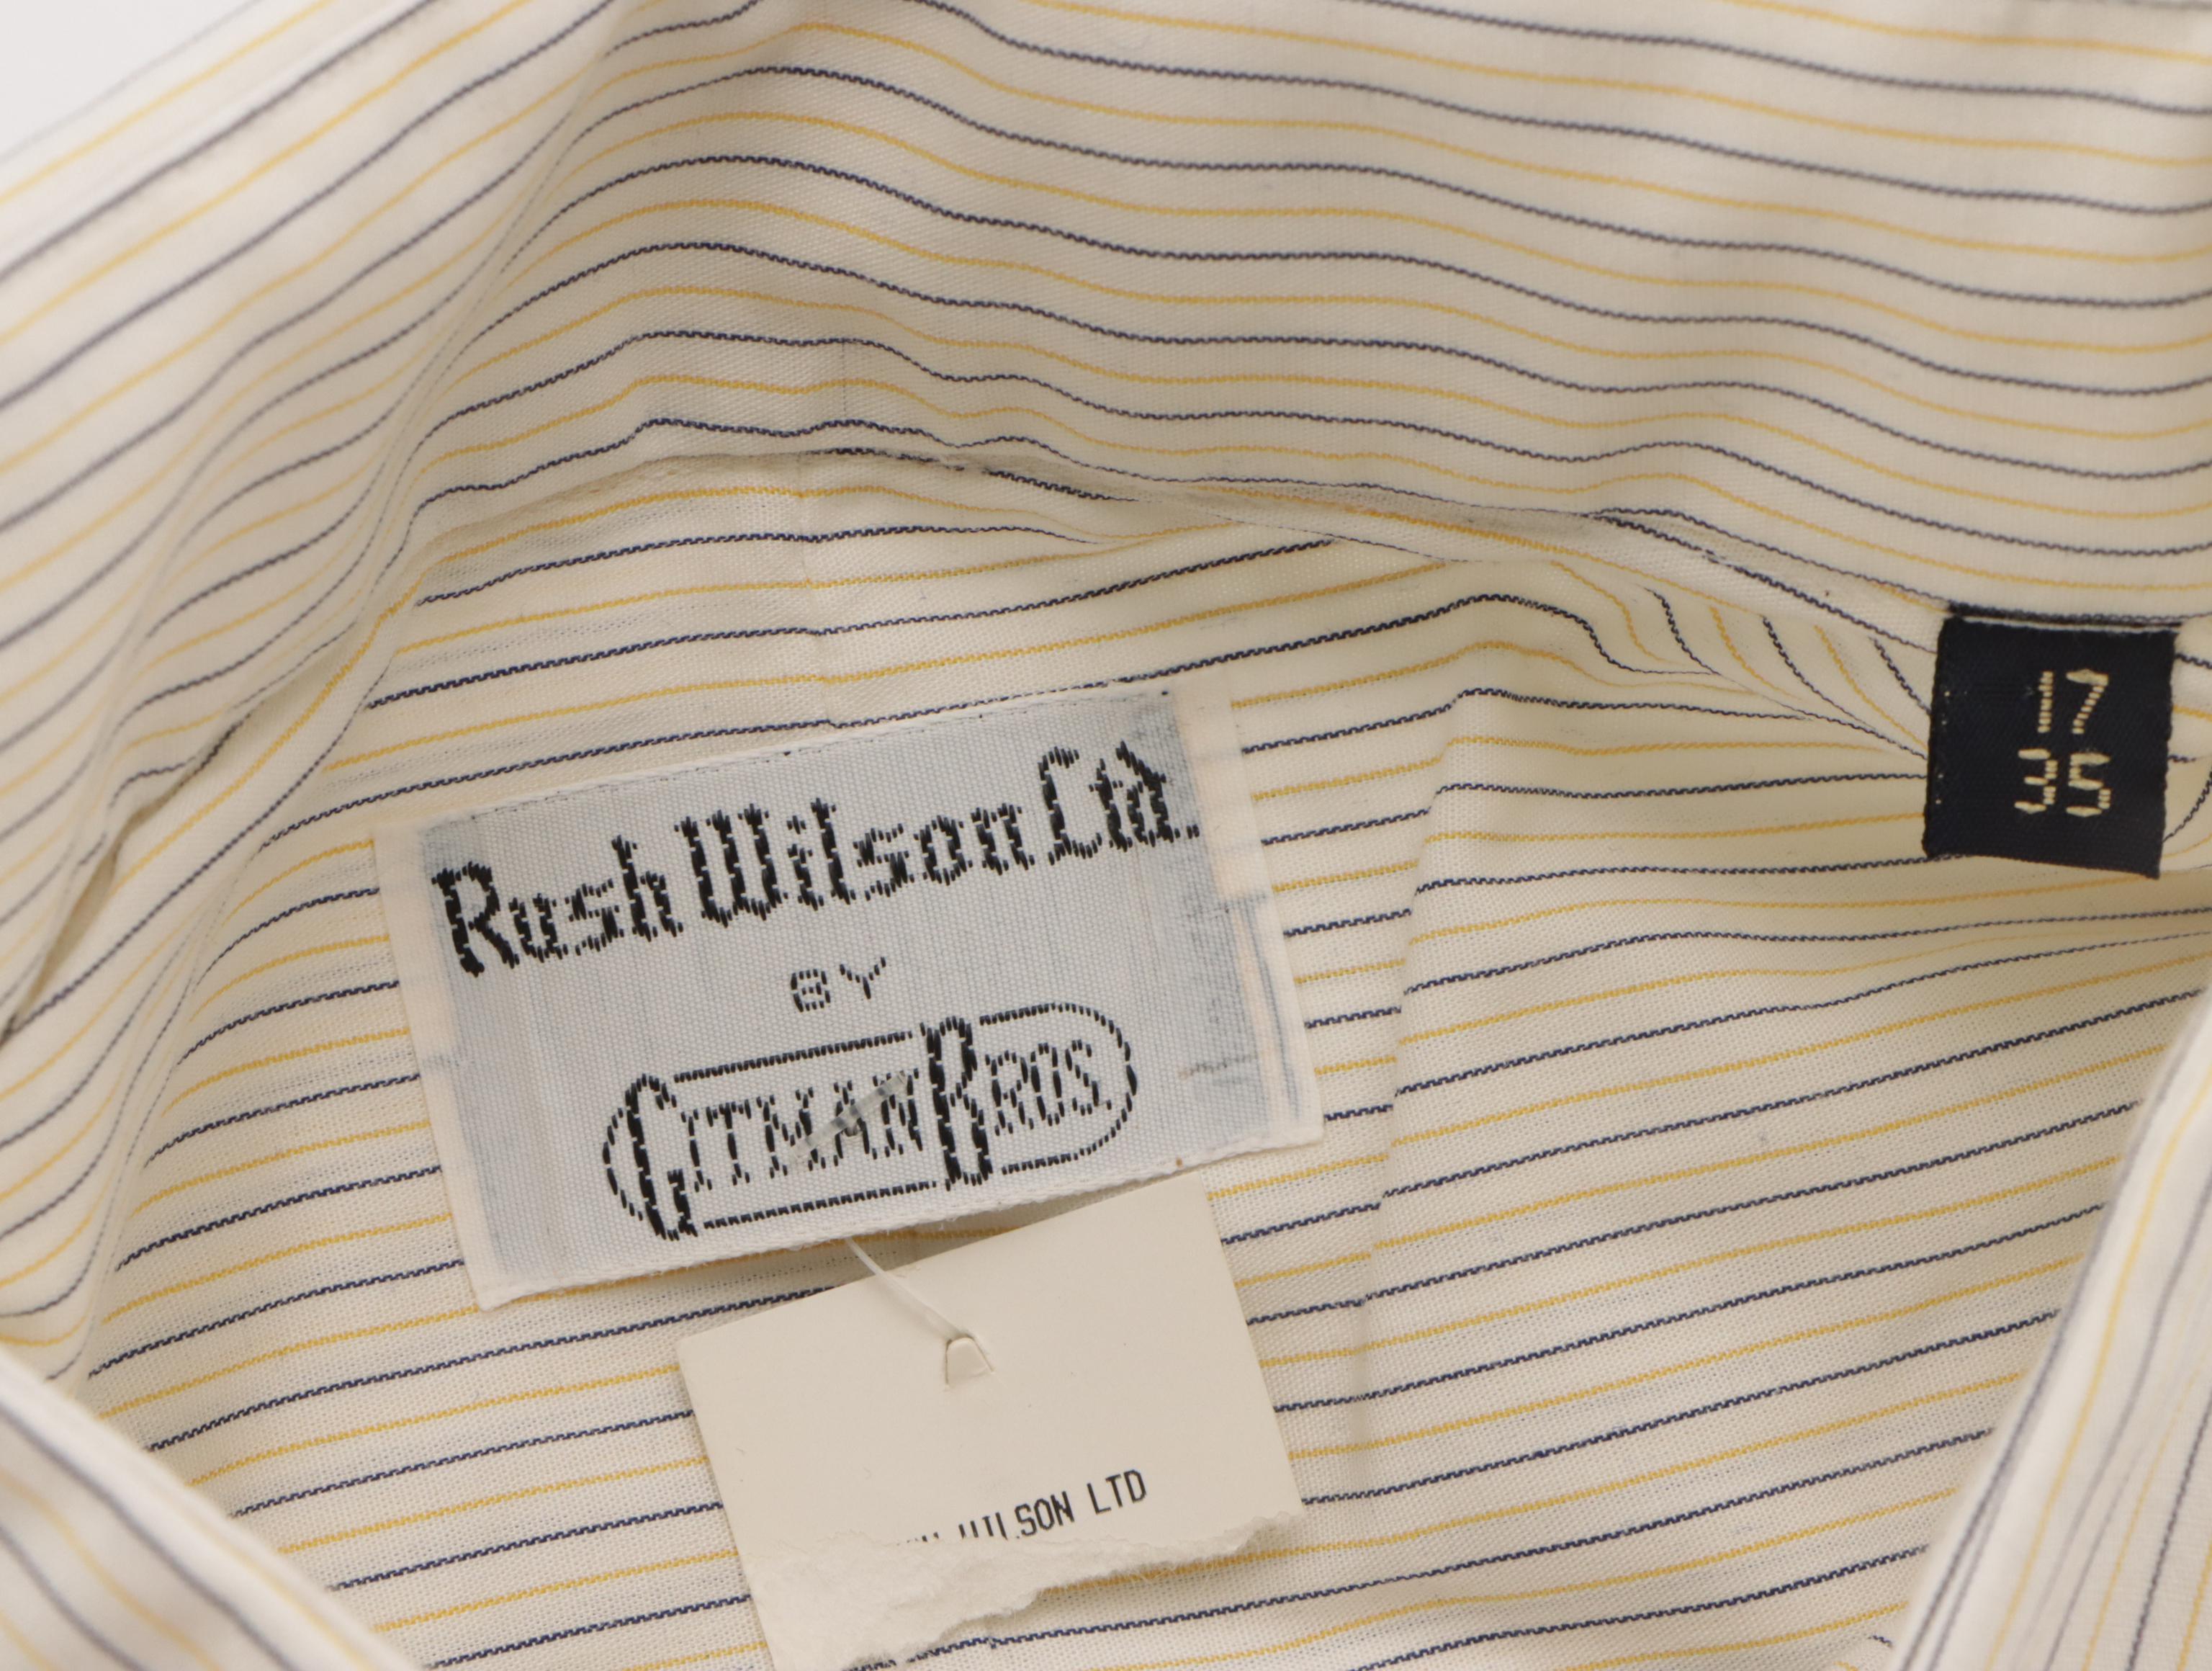 Rush Wilson Ltd.
BY
GITMAN BROS
WILSON LTD
17
35